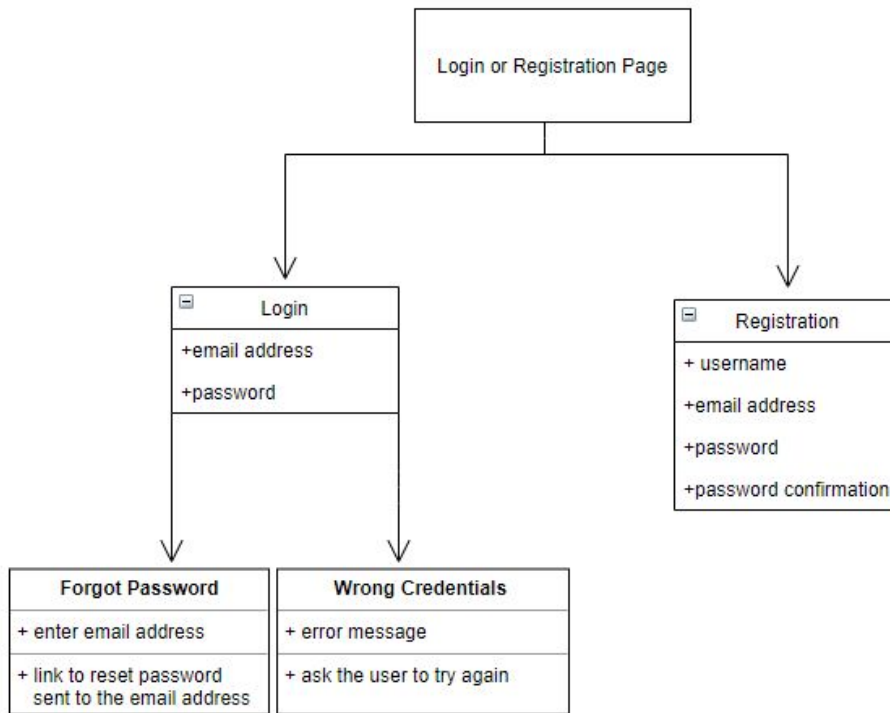 Login or Registration Page
Login
+email address
+password
Registration
+ username
+email address
+password
+password confirmation
Forgot Password
+ enter email address
+ link to reset password
sent to the email address
Wrong Credentials
+ error message
+ ask the user to try again